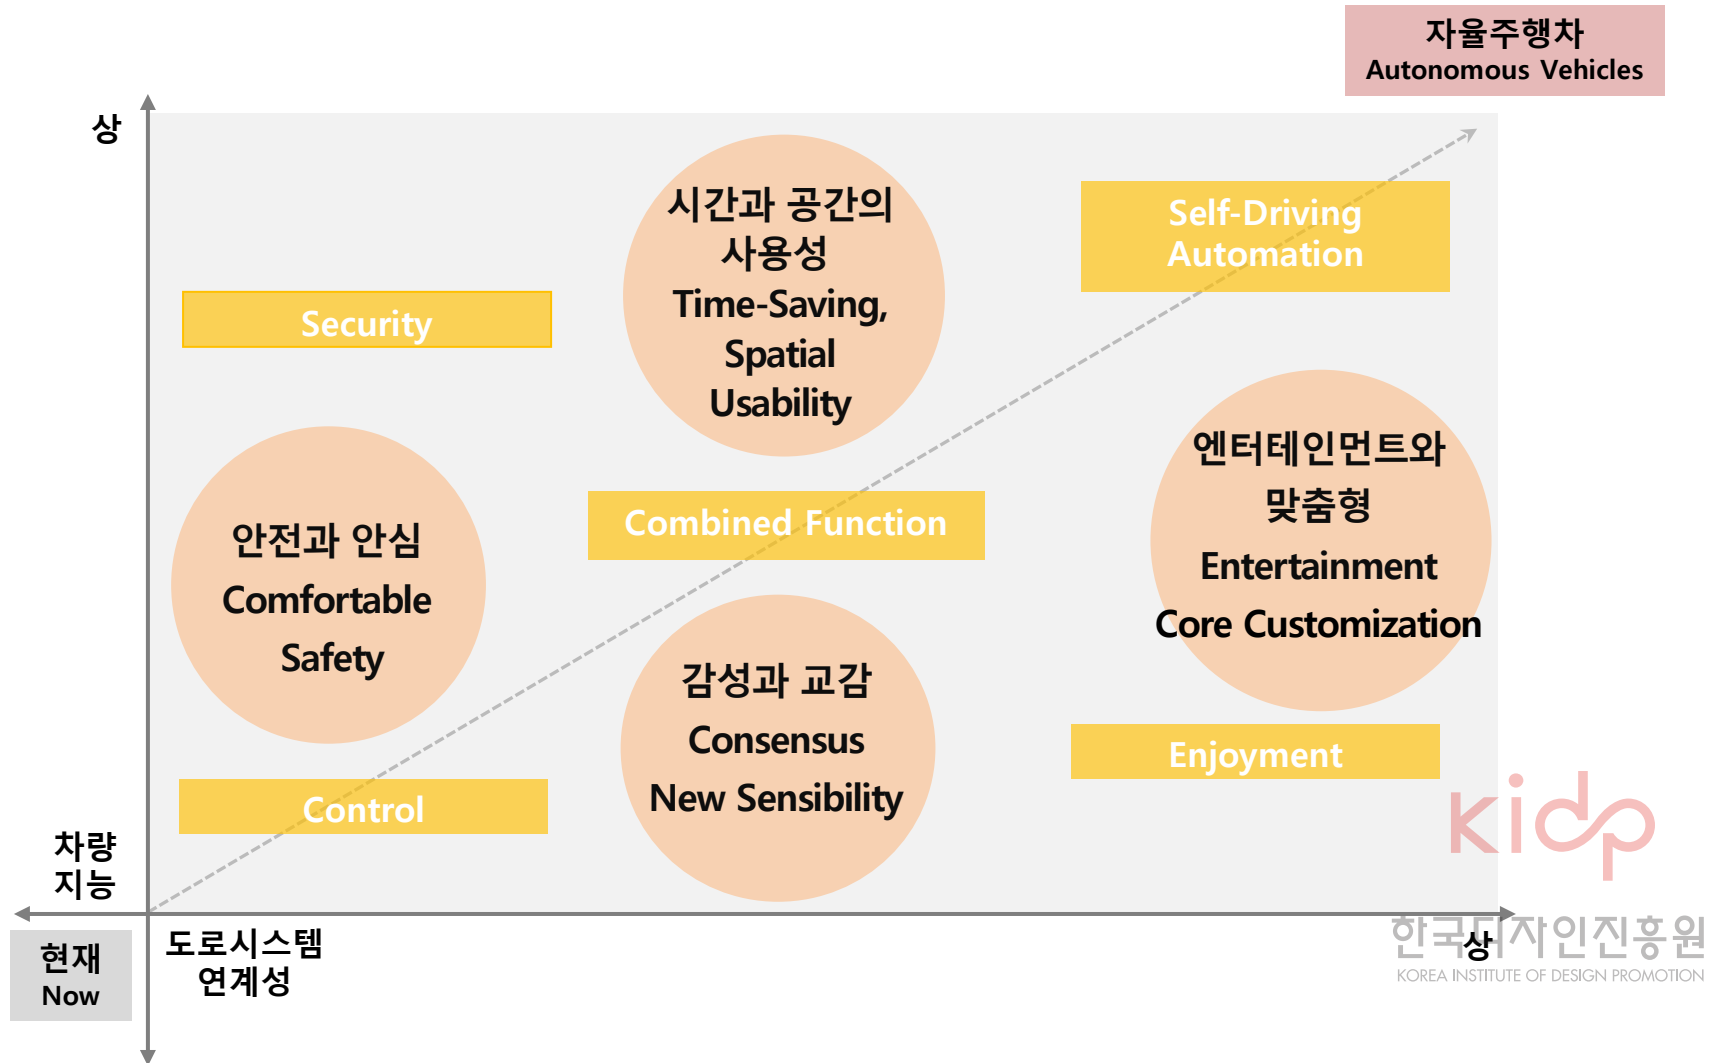 자율주행차
Autonomous Vehicles
상
시간과 공간의
사용성
Time-Saving,
Spatial
Usability
Self-Driving
Automation
Security
엔터테인먼트와
맞춤형
Entertainment
Core Customization
Combined Function
안전과 안심
Comfortable
Safety
감성과 교감
Consensus
New Sensibility
Enjoyment
Control
차량
지능
kidp
현재
Now
도로시스템
연계성
상
한국디자인진흥원
KOREA INSTITUTE OF DESIGN PROMOTION